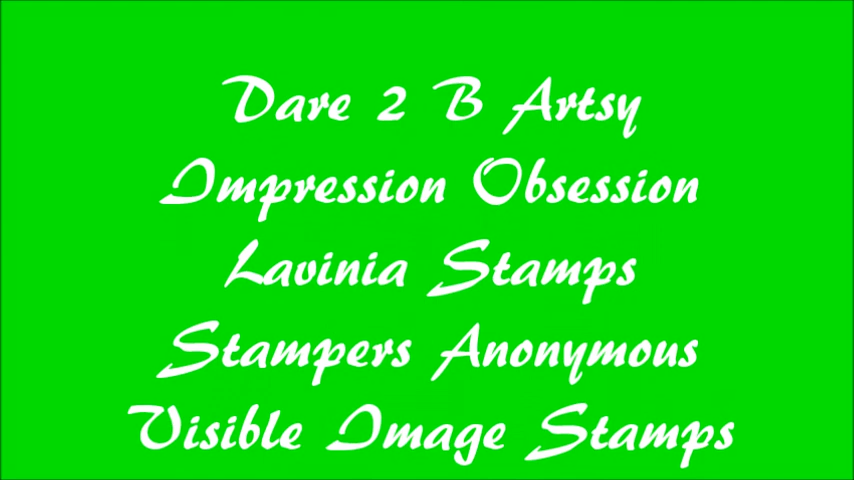 Dare 2 B Artsy
Impression Obsession
Lavinia Stamps
Stampers Anonymous
Visible Image Stamps